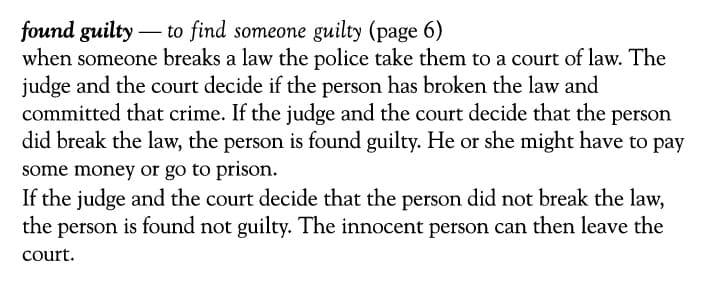 found guilty — to find someone guilty (page 6)
when someone breaks a law the police take them to a court of law. The
judge and the court decide if the person has broken the law and
committed that crime. If the judge and the court decide that the person
did break the law, the person is found guilty. He or she might have to pay
some money or go to prison.
If the judge and the court decide that the person did not break the law,
the person is found not guilty. The innocent person can then leave the
court.